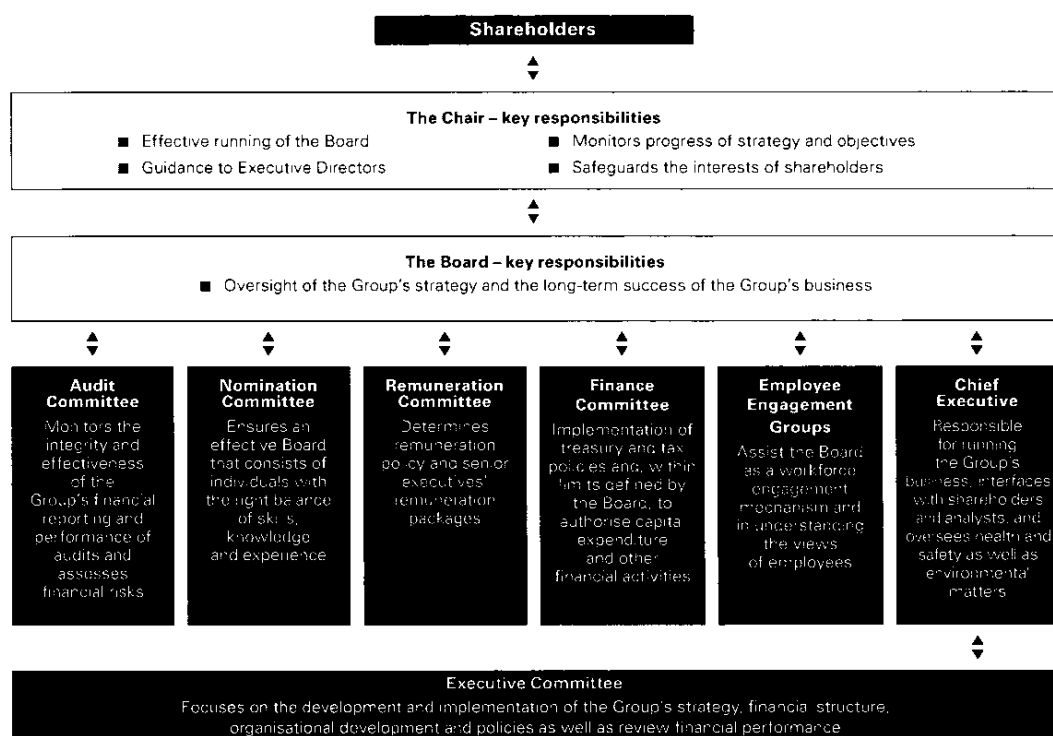 Shareholders
The Chair – key responsibilities
■ Effective running of the Board
■ Monitors progress of strategy and objectives
■ Guidance to Executive Directors
■ Safeguards the interests of shareholders
The Board – key responsibilities
■ Oversight of the Group's strategy and the long-term success of the Group's business
Audit
Committee
Monitors the
integrity and
effectiveness
of the
Group's financial
reporting and
performance of
audits and
assesses
financial risks
Nomination
Committee
Ensures an
effective Board
that consists of
individuals with
the right balance
of skills,
knowledge
and experience
Remuneration
Committee
Determines
remuneration
policy and senior
executives'
remuneration
packages
Finance
Committee
Implementation of
treasury and tax
policies and, within
limits defined by
the Board, to
authorise capital
expenditure
and other
financial activities
Employee
Engagement
Groups
Assist the Board
as a workforce
engagement
mechanism and
in understanding
the views
of employees
Chief
Executive
Responsible
for running
the Group's
business, interfaces
with shareholders
and analysts, and
oversees health and
safety as well as
environmental
matters
Executive Committee
Focuses on the development and implementation of the Group's strategy, financial structure,
organisational development and policies as well as review financial performance